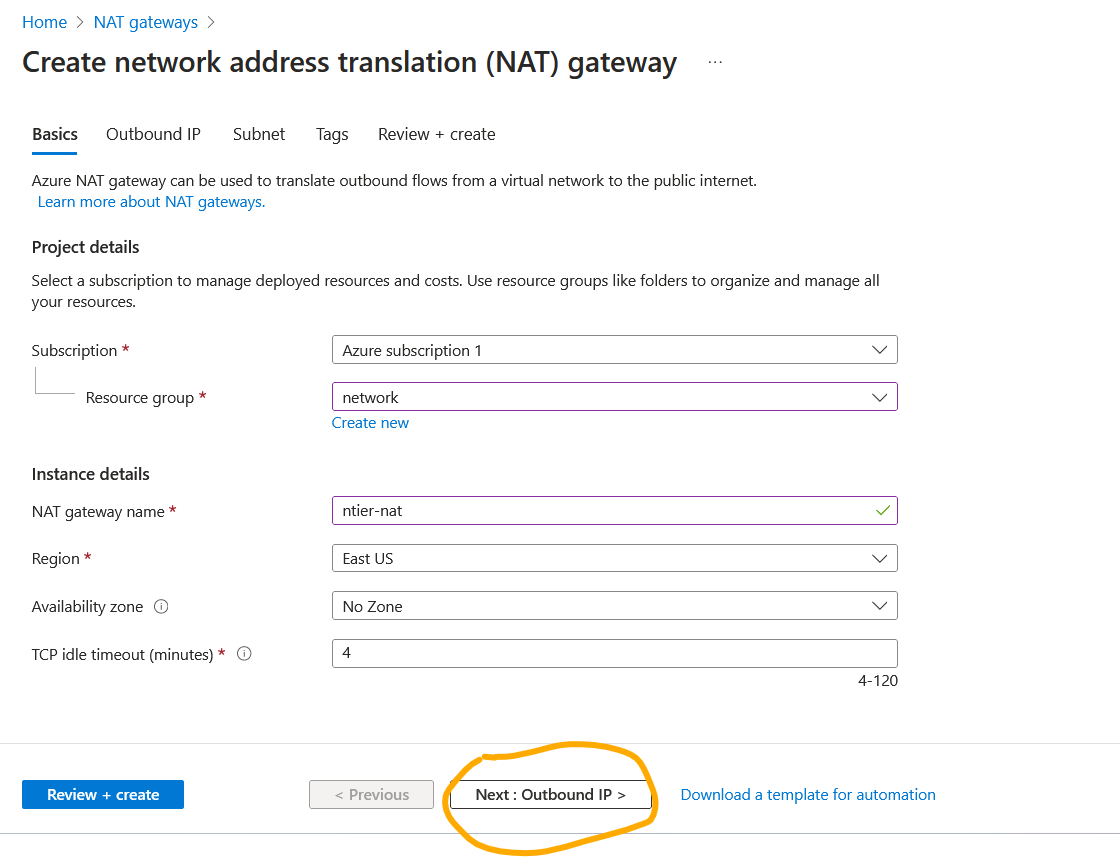 Home > NAT gateways >
Create network address translation (NAT) gateway ...
Basics Outbound IP Subnet Tags Review + create
Azure NAT gateway can be used to translate outbound flows from a virtual network to the public internet.
Learn more about NAT gateways.
Project details
Select a subscription to manage deployed resources and costs. Use resource groups like folders to organize and manage all
your resources.
Subscription * Azure subscription 1
Resource group * network
Create new
Instance details
NAT gateway name * ntier-nat
Region * East US
Availability zone No Zone
TCP idle timeout (minutes) * 4
4-120
Review + create < Previous Next : Outbound IP > Download a template for automation